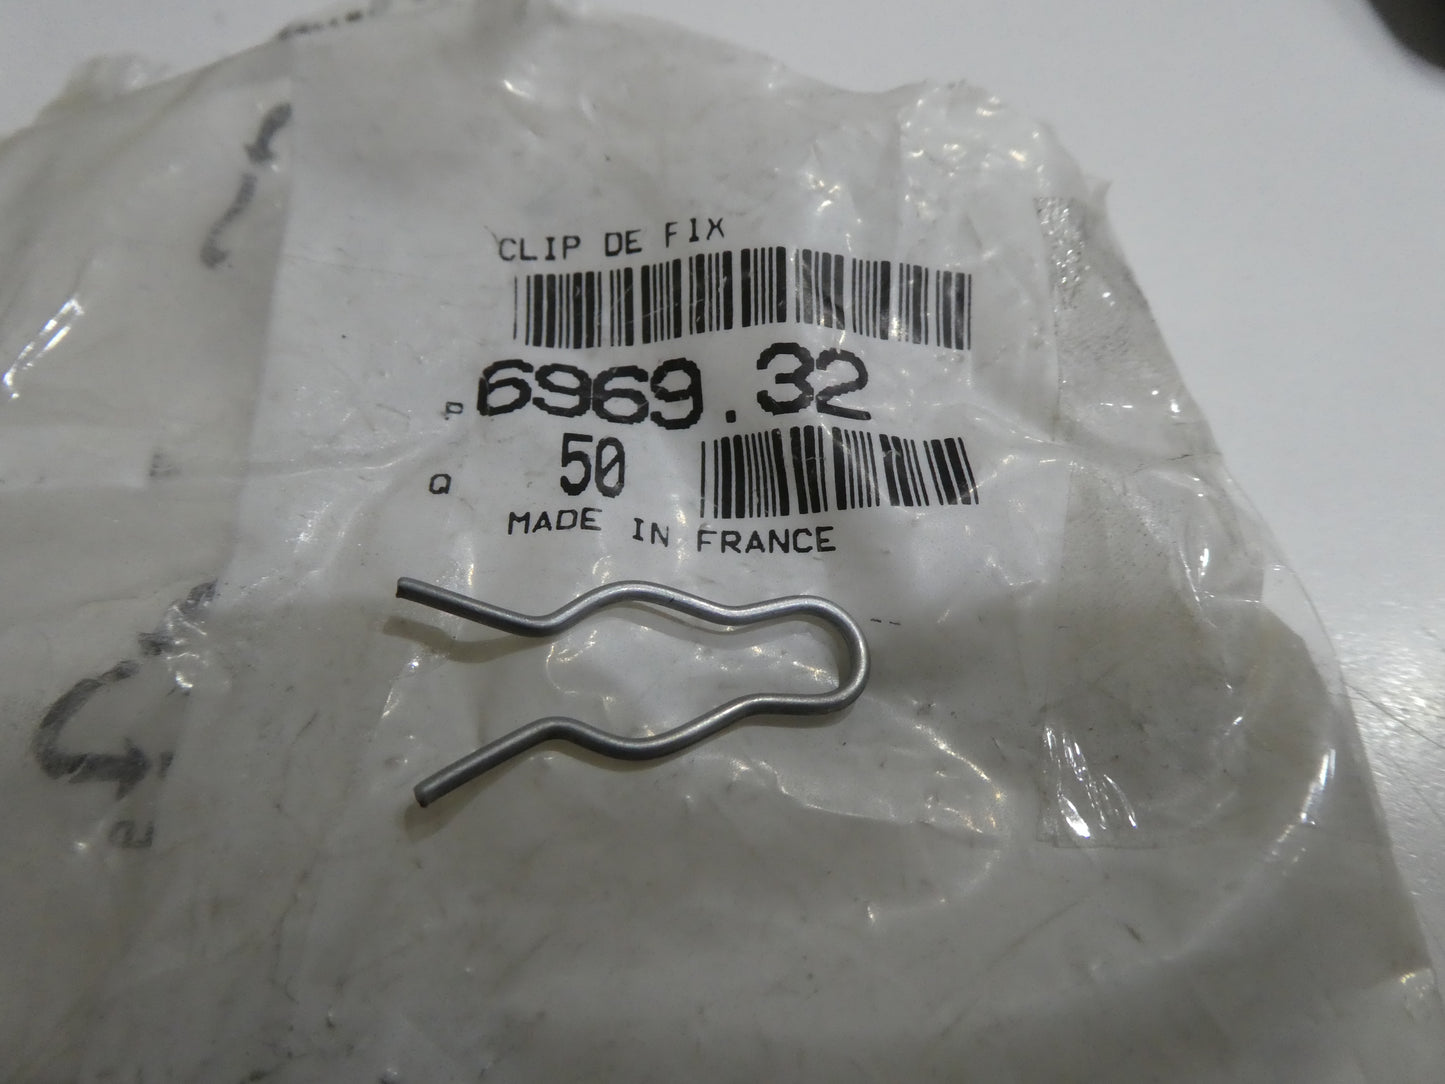 CLIP DE FIX
P 6969.32
Q 50
MADE IN FRANCE